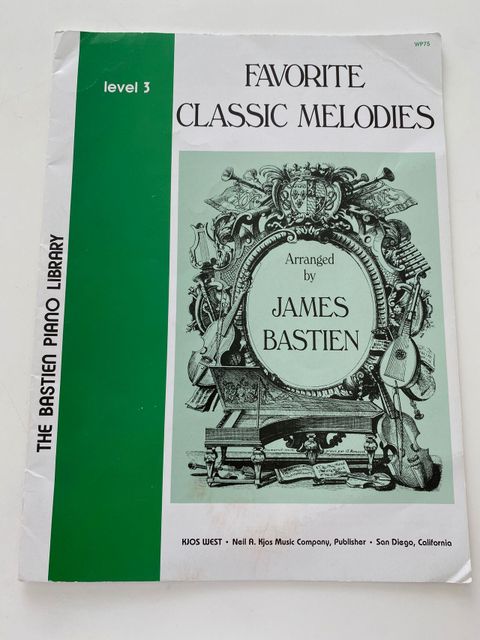 WP75
level 3
FAVORITE
CLASSIC MELODIES
THE BASTIEN PIANO LIBRARY
Arranged
by
JAMES
BASTIEN
KJOS WEST • Neil A. Kjos Music Company, Publisher • San Diego, California